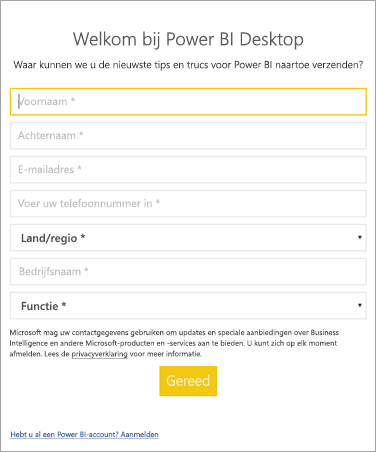 Welkom bij Power BI Desktop
Waar kunnen we u de nieuwste tips en trucs voor Power BI naartoe verzenden?
Voornaam *
Achternaam *
E-mailadres *
Voer uw telefoonnummer in *
Land/regio *
Bedrijfsnaam *
Functie *
Microsoft mag uw contactgegevens gebruiken om updates en speciale aanbiedingen over Business
Intelligence en andere Microsoft-producten en -services aan te bieden. U kunt zich op elk moment
afmelden. Lees de privacyverklaring voor meer informatie.
Gereed
Hebt u al een Power BI-account? Aanmelden